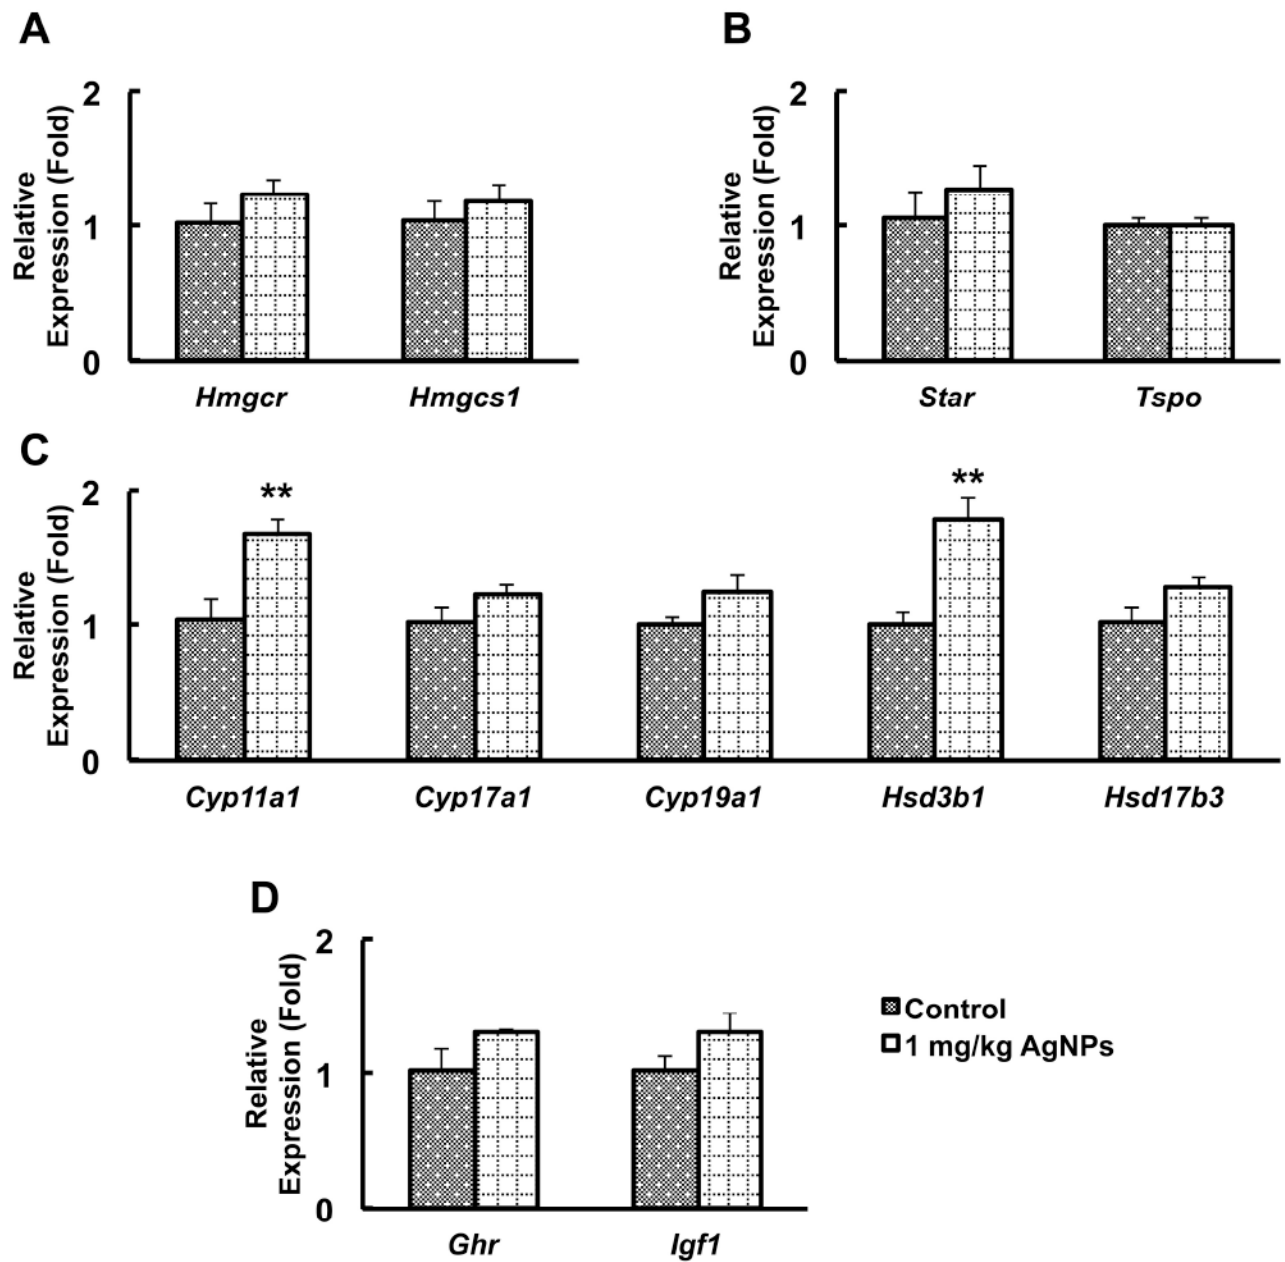 A
B
2
1
0
Relative
Expression (Fold)
Hmgcr
Hmgcs1
2
1
0
Relative
Expression (Fold)
Star
Tspo
C
2
1
0
Relative
Expression (Fold)
**
**
Cyp11a1
Cyp17a1
Cyp19a1
Hsd3b1
Hsd17b3
D
2
1
0
Relative
Expression (Fold)
Ghr
Igf1
Control
1 mg/kg AgNPs